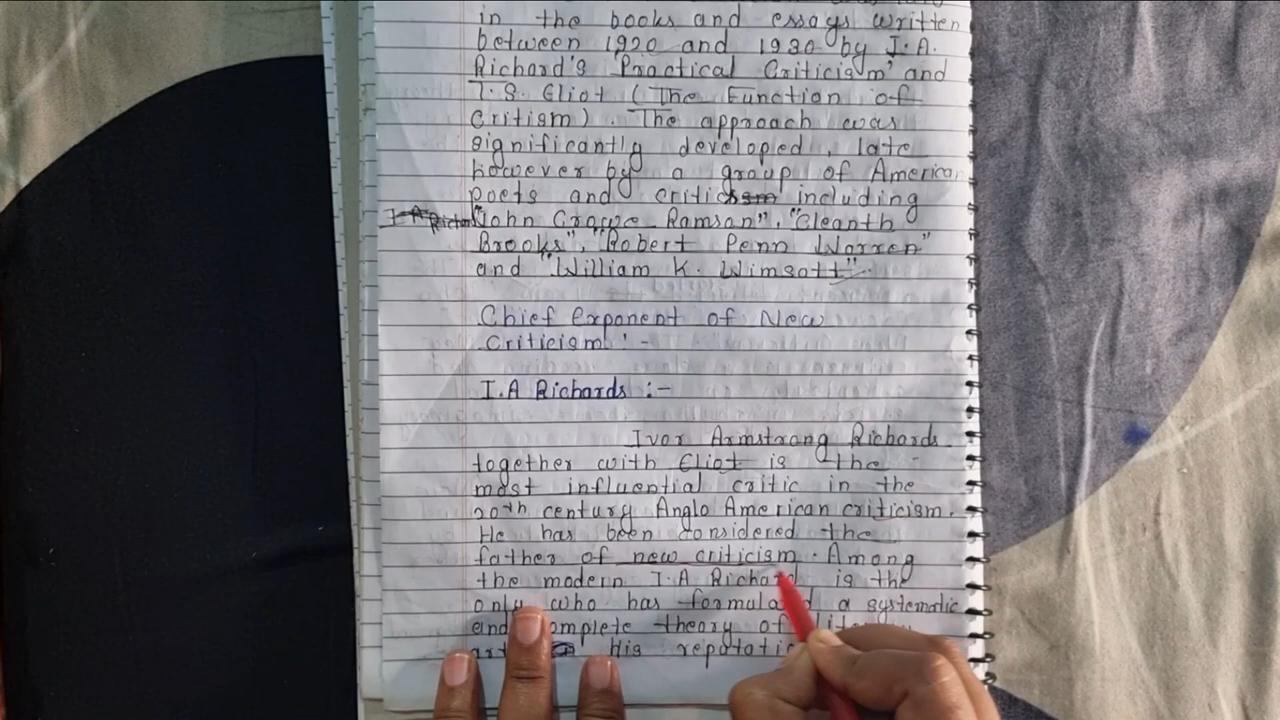 in the books and essays written
between 1920 and 1930 by I.A.
Richard's 'Practical Criticism' and
T.S. Eliot (The Function of
Critism). The approach was
significantly developed, late
however by a group of American
poets and critics including
"John Crowe Ramson". "Cleanth
Brooks", "Robert Penn Warren"
and "William K. Wimsott".
Chief Exponent of New
Criticism :-
I.A Richards :-
Ivor Armstrong Richards
together with Eliot is the
most influential critic in the
20th century Anglo American criticism.
He has been considered the
father of new criticism. Among
the modern I.A Richard is the
only who has a systematic
and complete theory of
His